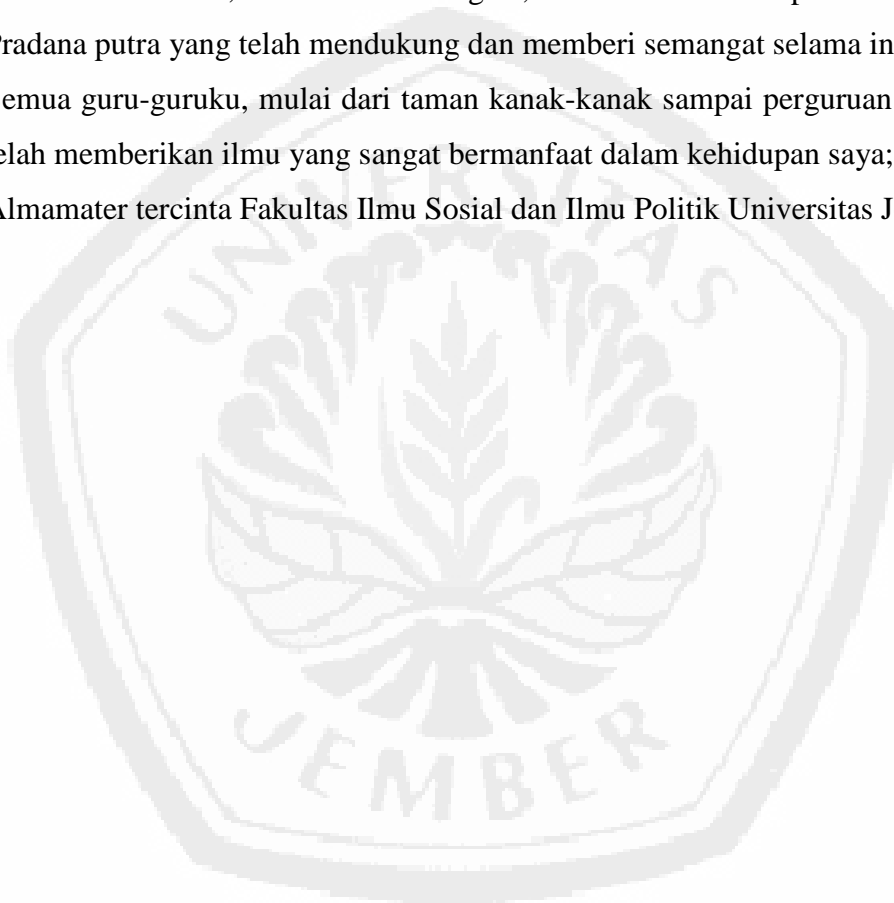 Pradana putra yang telah mendukung dan memberi semangat selama in
emua guru-guruku, mulai dari taman kanak-kanak sampai perguruan
elah memberikan ilmu yang sangat bermanfaat dalam kehidupan saya;
Almamater tercinta Fakultas Ilmu Sosial dan Ilmu Politik Universitas J
UNIVERSITAS
JEMBER